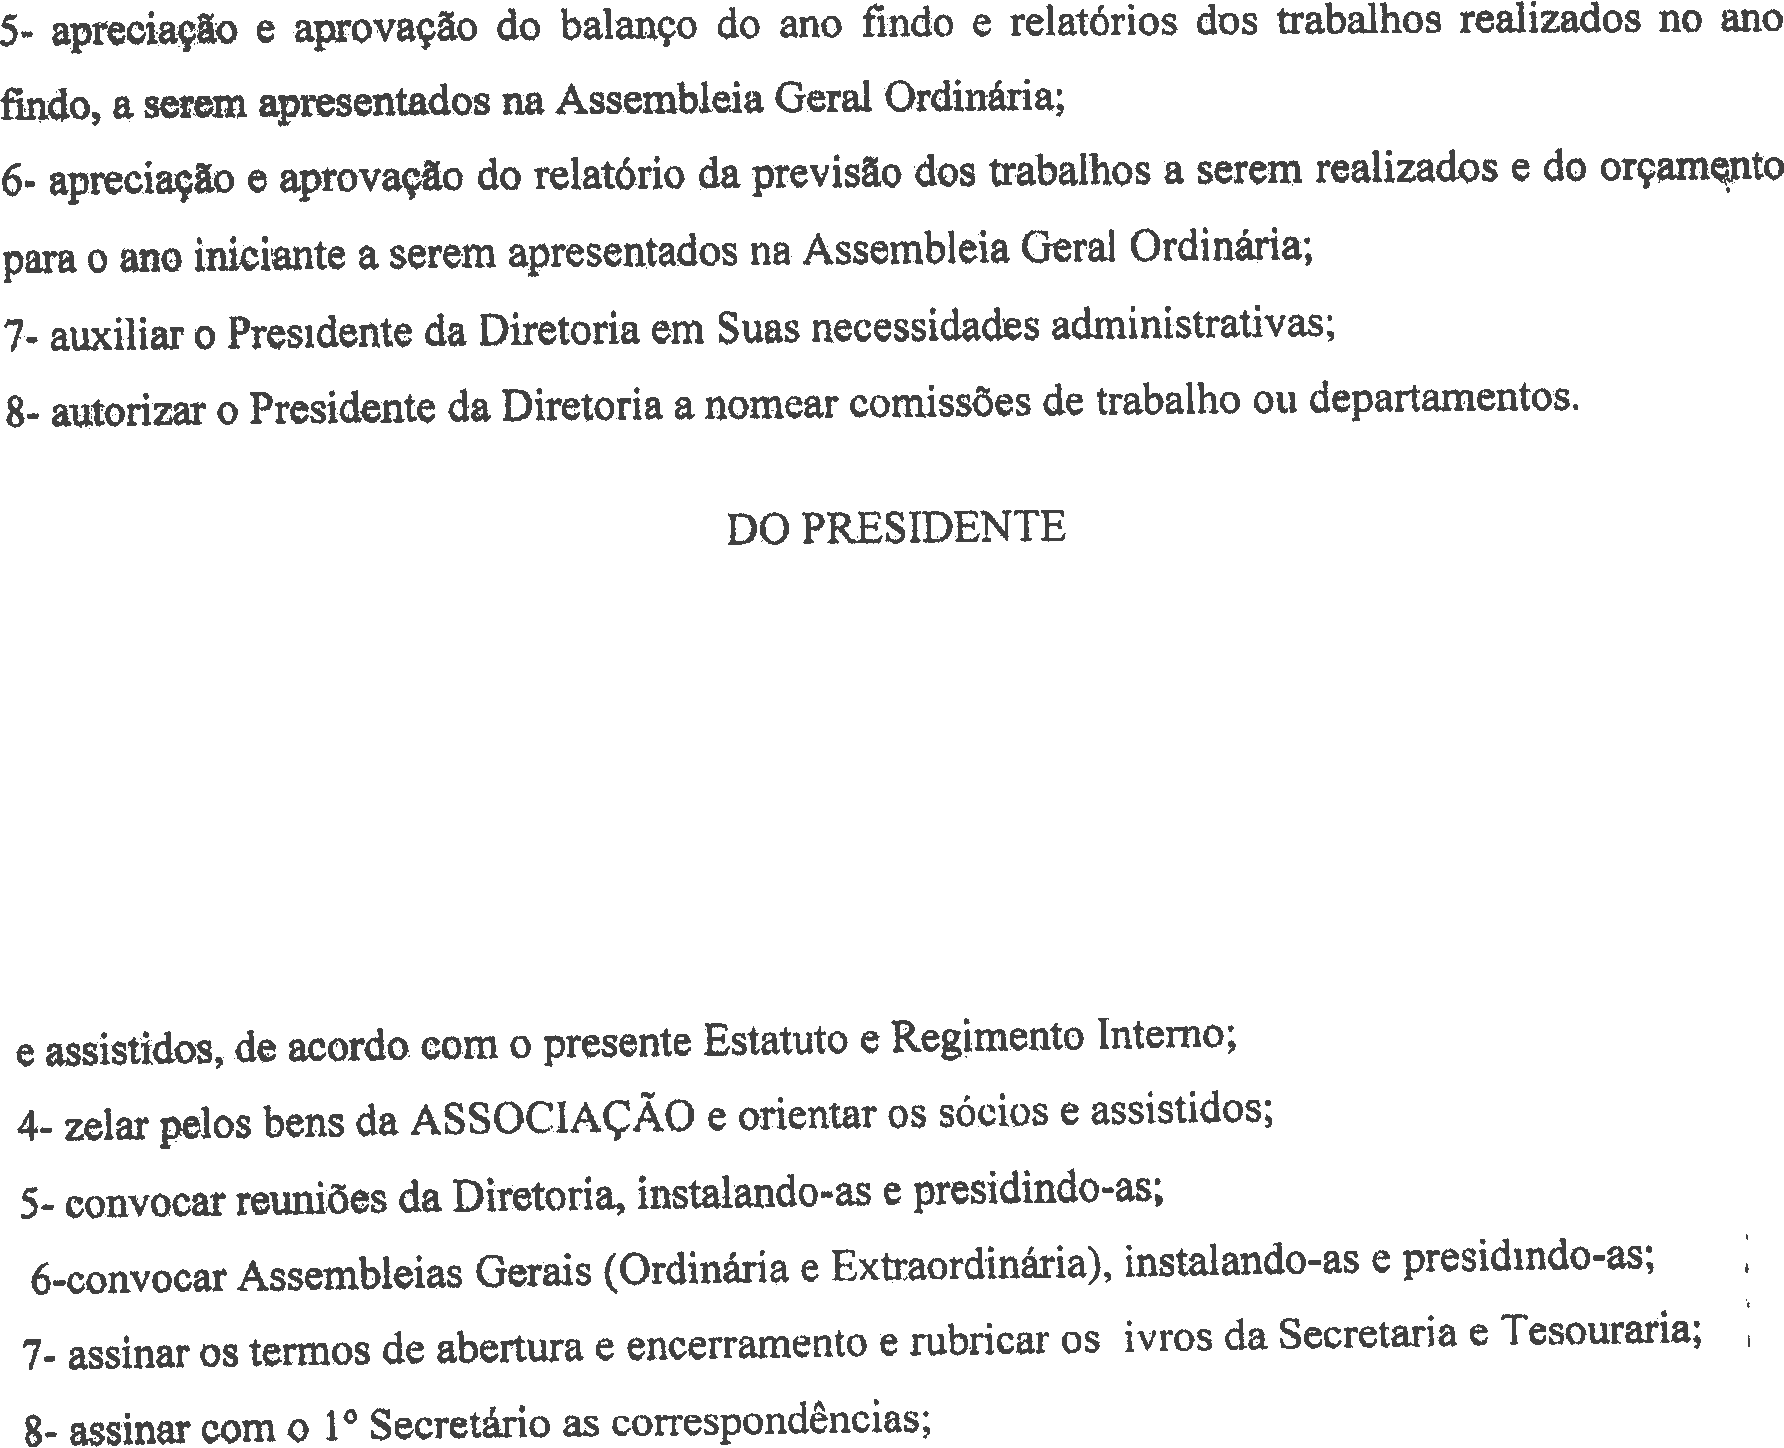 5- apreciação e aprovação do balanço do ano findo e relatórios dos trabalhos realizados no ano
findo, a serem apresentados na Assembleia Geral Ordinária;
6- apreciação e aprovação do relatório da previsão dos trabalhos a serem realizados e do orçamento
para o ano iniciante a serem apresentados na Assembleia Geral Ordinária;
7- auxiliar o Presidente da Diretoria em Suas necessidades administrativas;
8- autorizar o Presidente da Diretoria a nomear comissões de trabalho ou departamentos.
DO PRESIDENTE
e assistidos, de acordo com o presente Estatuto e Regimento Interno;
4- zelar pelos bens da ASSOCIAÇÃO e orientar os sócios e assistidos;
5- convocar reuniões da Diretoria, instalando-as e presidindo-as;
6-convocar Assembleias Gerais (Ordinária e Extraordinária), instalando-as e presidindo-as;
7- assinar os termos de abertura e encerramento e rubricar os ivros da Secretaria e Tesouraria;
8- assinar com o 1º Secretário as correspondências;